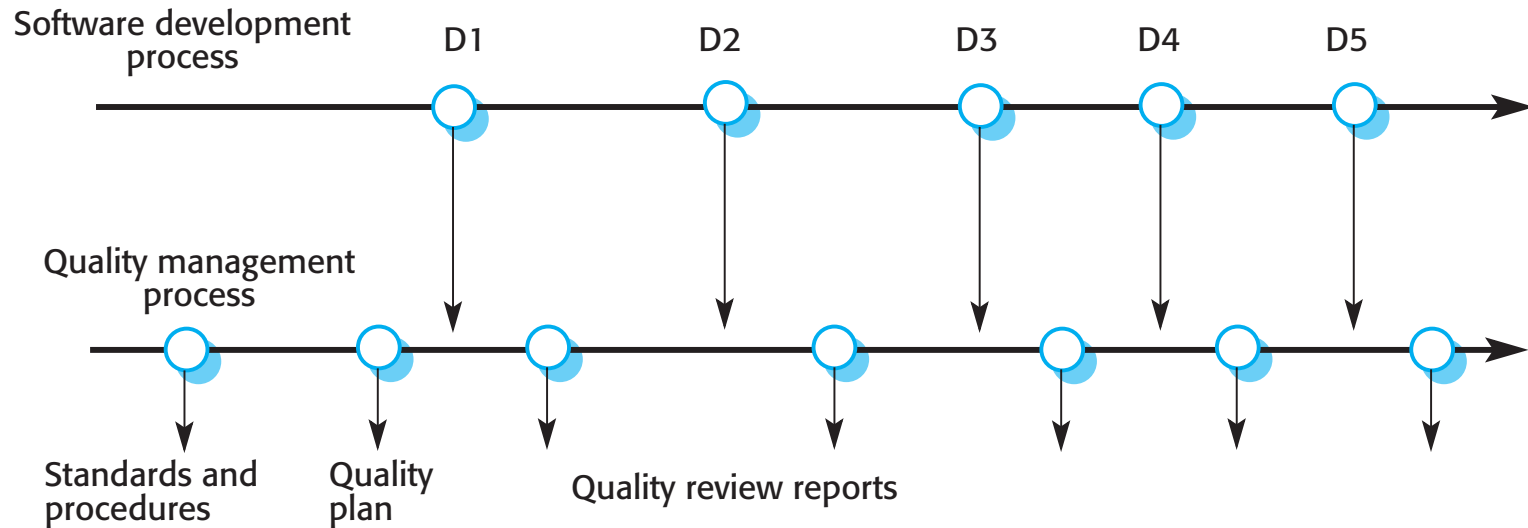 Software development
process
D1
D2
D3
D4
D5
Quality management
process
Standards and
procedures
Quality
plan
Quality review reports